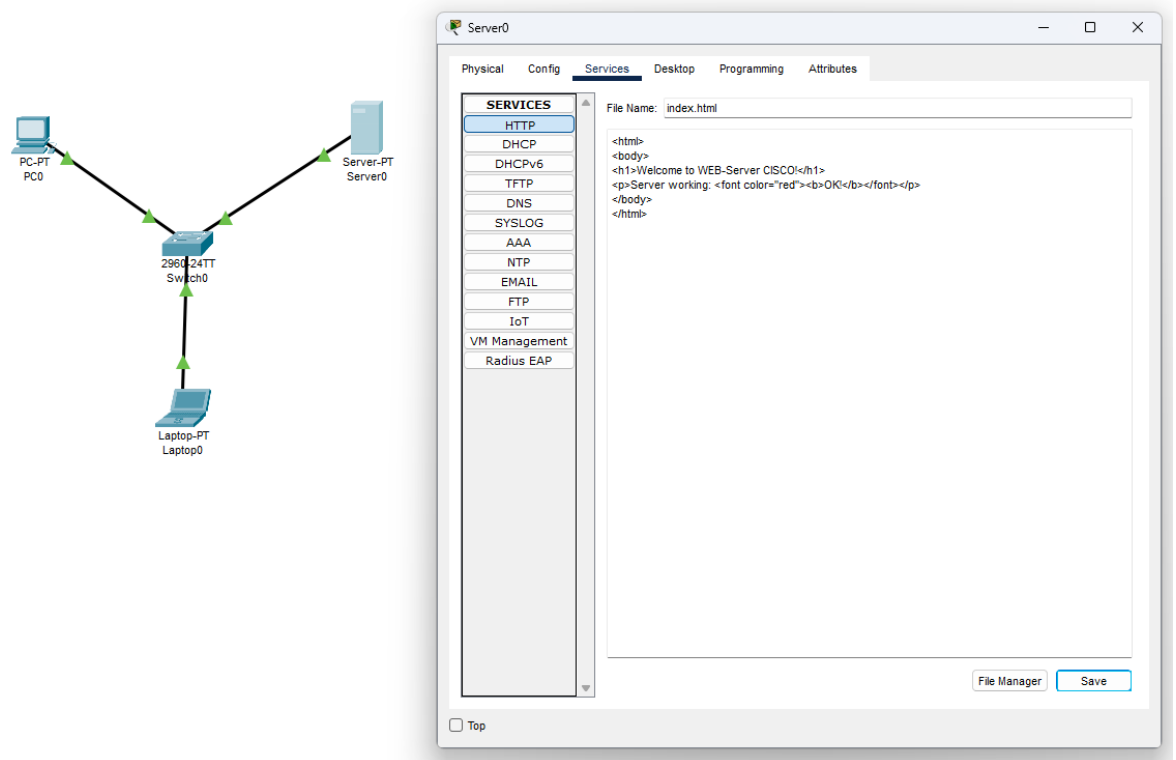 PC-PT
PC0
Server-PT
Server0
2960-24TT
Switch0
Laptop-PT
Laptop0
Server0
Physical Config Services Desktop Programming Attributes
SERVICES
HTTP
DHCP
DHCPv6
TFTP
DNS
SYSLOG
AAA
NTP
EMAIL
FTP
IoT
VM Management
Radius EAP
File Name: index.html
<html>
<body>
<h1>Welcome to WEB-Server CISCO!</h1>
<p>Server working: <font color="red"><b>OK!</b></font></p>
</body>
</html>
File Manager Save
Top